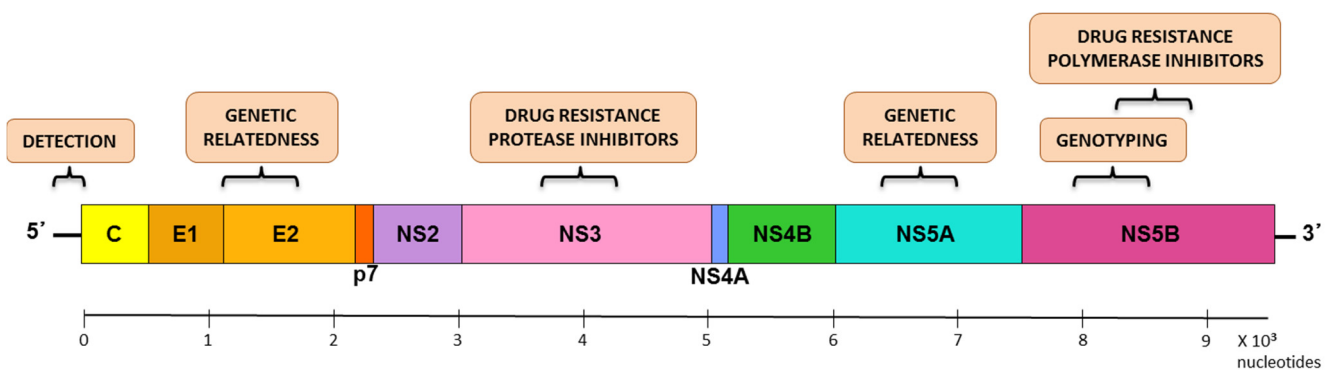 DRUG RESISTANCE
POLYMERASE INHIBITORS
DETECTION
GENETIC
RELATEDNESS
DRUG RESISTANCE
PROTEASE INHIBITORS
GENETIC
RELATEDNESS
GENOTYPING
5’ C E1 E2 NS2 NS3 NS4B NS5A NS5B 3’
p7 NS4A
0 1 2 3 4 5 6 7 8 9 X 10³
nucleotides